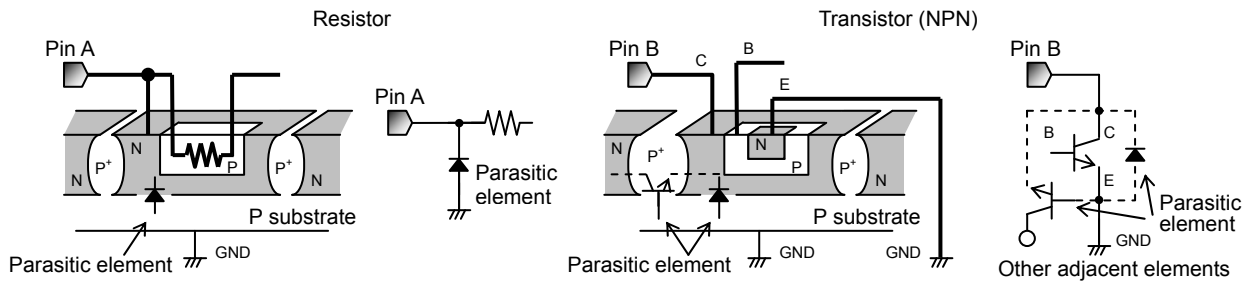 Resistor
Pin A
N
P
N
P+
P+
N
P substrate
Parasitic element
GND
Pin A
Parasitic
element
Transistor (NPN)
Pin B
C
B
E
N
P+
N
N
P
P+
N
P substrate
Parasitic element
GND
GND
Pin B
B
C
E
Parasitic
element
GND
Other adjacent elements